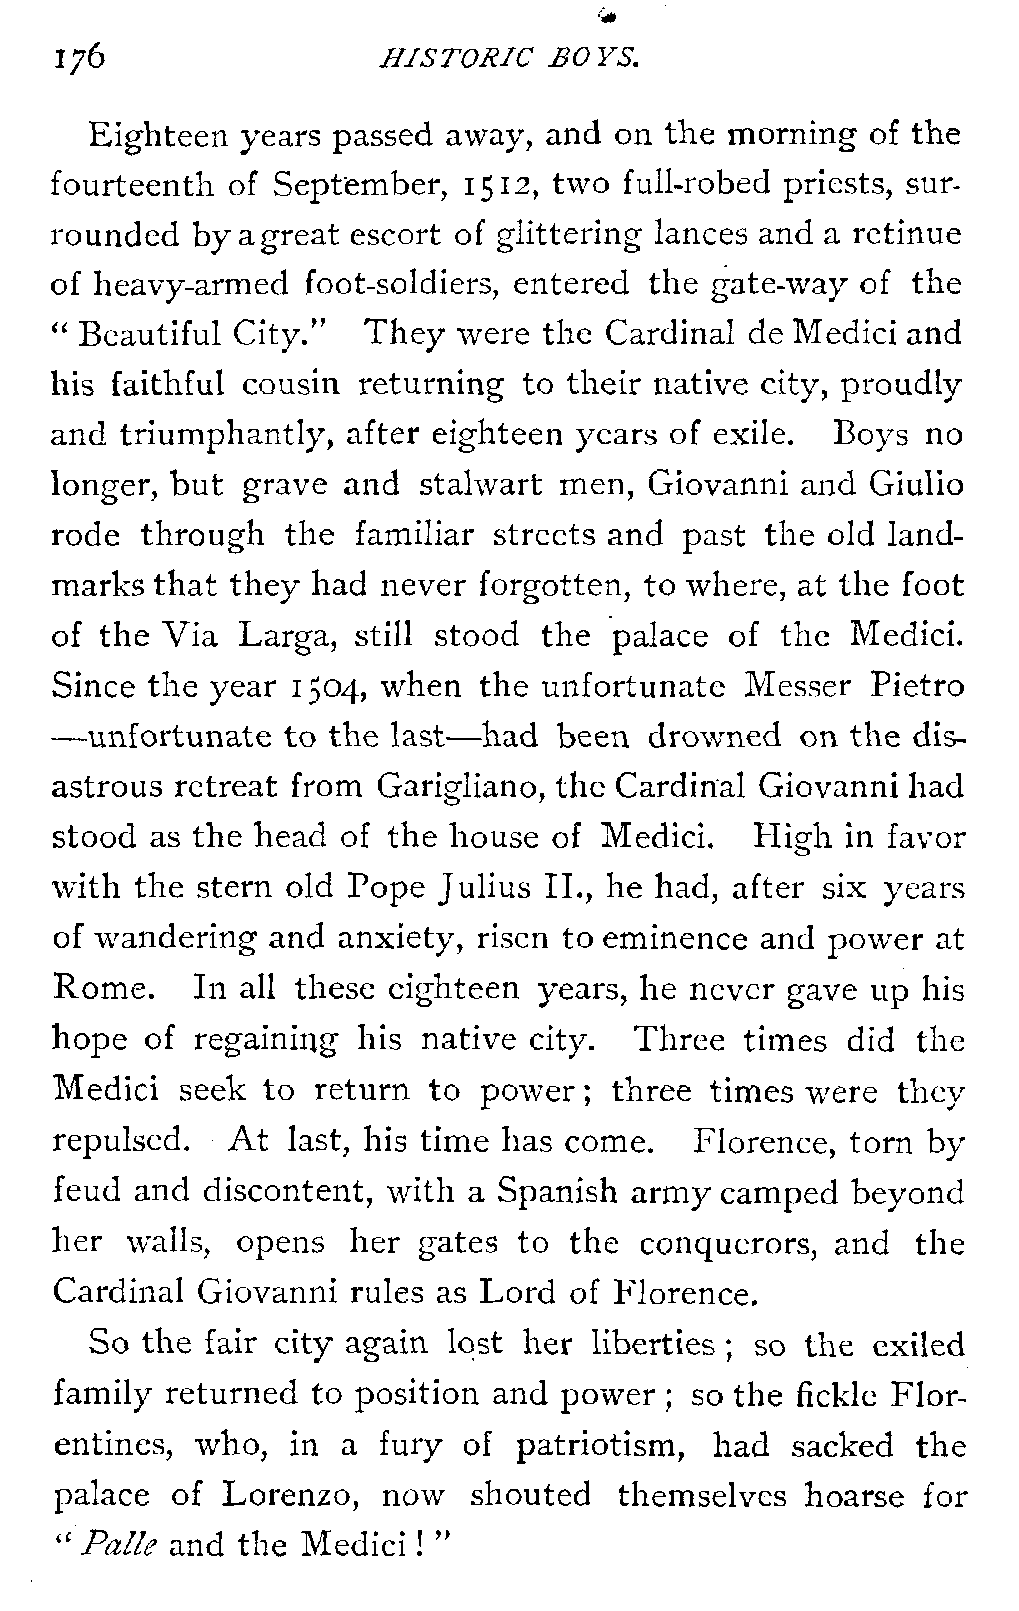 176 HISTORIC BOYS.
Eighteen years passed away, and on the morning of the
fourteenth of September, 1512, two full-robed priests, sur-
rounded by a great escort of glittering lances and a retinue
of heavy-armed foot-soldiers, entered the gate-way of the
“ Beautiful City.” They were the Cardinal de Medici and
his faithful cousin returning to their native city, proudly
and triumphantly, after eighteen years of exile. Boys no
longer, but grave and stalwart men, Giovanni and Giulio
rode through the familiar streets and past the old land-
marks that they had never forgotten, to where, at the foot
of the Via Larga, still stood the palace of the Medici.
Since the year 1504, when the unfortunate Messer Pietro
—unfortunate to the last—had been drowned on the dis-
astrous retreat from Garigliano, the Cardinal Giovanni had
stood as the head of the house of Medici. High in favor
with the stern old Pope Julius II., he had, after six years
of wandering and anxiety, risen to eminence and power at
Rome. In all these eighteen years, he never gave up his
hope of regaining his native city. Three times did the
Medici seek to return to power ; three times were they
repulsed. At last, his time has come. Florence, torn by
feud and discontent, with a Spanish army camped beyond
her walls, opens her gates to the conquerors, and the
Cardinal Giovanni rules as Lord of Florence.
So the fair city again lost her liberties ; so the exiled
family returned to position and power ; so the fickle Flor-
entines, who, in a fury of patriotism, had sacked the
palace of Lorenzo, now shouted themselves hoarse for
“ Palle and the Medici ! ”